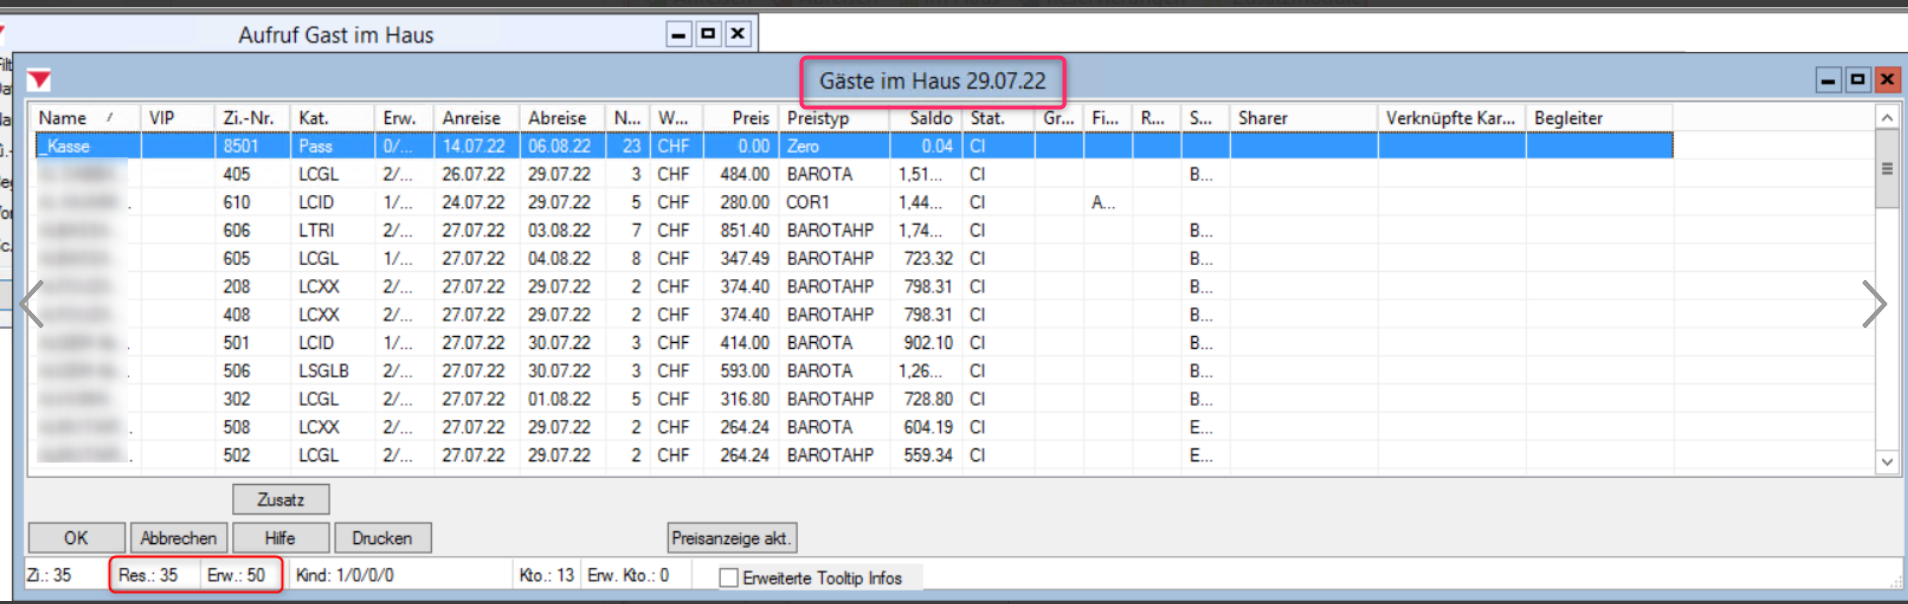 Aufruf Gast im Haus
Gäste im Haus 29.07.22
Name / VIP Zi.-Nr. Kat. Erw. Anreise Abreise N... W... Preis Preistyp Saldo Stat. Gr... Fi... R... S... Sharer Verknüpfte Kar... Begleiter
_Kasse 8501 Pass 0/... 14.07.22 06.08.22 23 CHF 0.00 Zero 0.04 CI
405 LCGL 2/... 26.07.22 29.07.22 3 CHF 484.00 BAROTA 1,51... CI B...
610 LCID 1/... 24.07.22 29.07.22 5 CHF 280.00 COR1 1,44... CI A...
606 LTRI 2/... 27.07.22 03.08.22 7 CHF 851.40 BAROTAHP 1,74... CI B...
605 LCGL 1/... 27.07.22 04.08.22 8 CHF 347.49 BAROTAHP 723.32 CI B...
208 LCXX 2/... 27.07.22 29.07.22 2 CHF 374.40 BAROTAHP 798.31 CI B...
408 LCXX 2/... 27.07.22 29.07.22 2 CHF 374.40 BAROTAHP 798.31 CI B...
501 LCID 1/... 27.07.22 30.07.22 3 CHF 414.00 BAROTA 902.10 CI B...
506 LSGLB 2/... 27.07.22 30.07.22 3 CHF 593.00 BAROTA 1,26... CI B...
302 LCGL 2/... 27.07.22 01.08.22 5 CHF 316.80 BAROTAHP 728.80 CI B...
508 LCXX 2/... 27.07.22 29.07.22 2 CHF 264.24 BAROTA 604.19 CI E...
502 LCGL 2/... 27.07.22 29.07.22 2 CHF 264.24 BAROTAHP 559.34 CI E...
Zusatz
OK Abbrechen Hilfe Drucken Preisanzeige akt.
Zi.: 35 Res.: 35 Erw.: 50 Kind: 1/0/0/0 Kto.: 13 Erw. Kto.: 0 Erweiterte Tooltip Infos